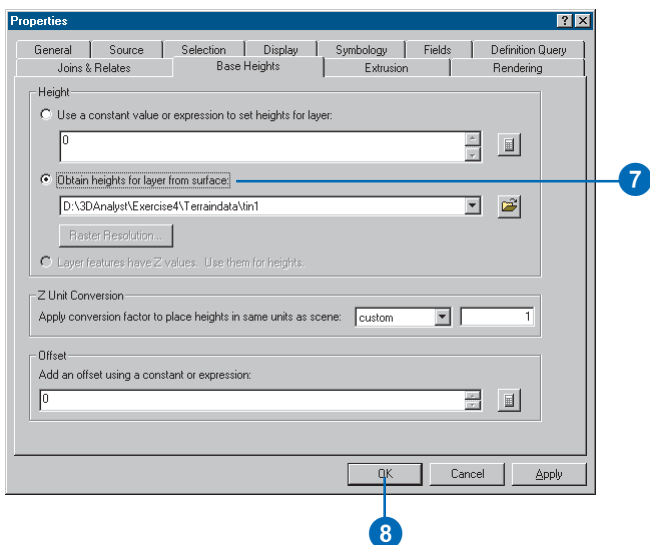 Properties
General Source Selection Display Symbology Fields Definition Query
Joins & Relates Base Heights Extrusion Rendering
Height
Use a constant value or expression to set heights for layer:
0
Obtain heights for layer from surface:
7
D:\3DAnalyst\Exercise4\Terraindata\tin1
Raster Resolution...
Layer features have Z values. Use them for heights.
Z Unit Conversion
Apply conversion factor to place heights in same units as scene: custom 1
Offset
Add an offset using a constant or expression:
0
OK Cancel Apply
8